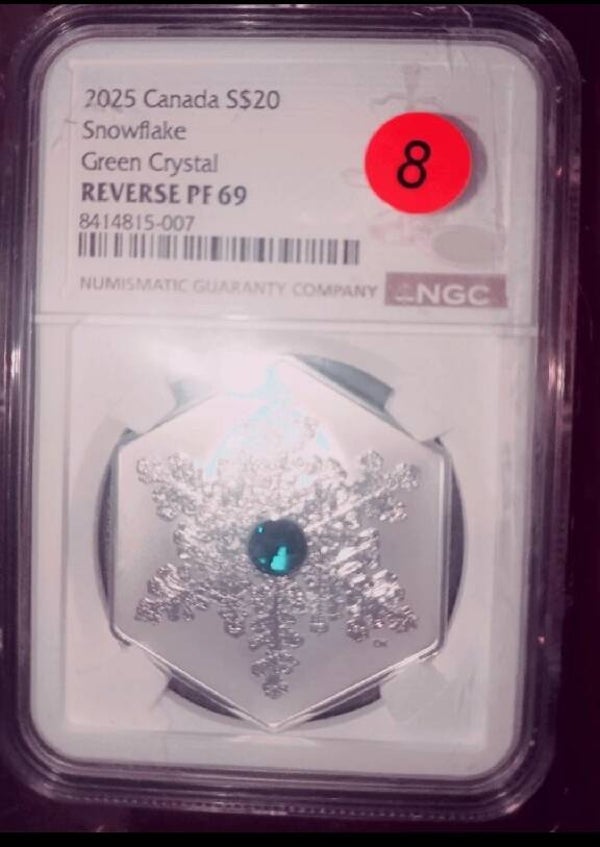 2025 Canada S$20
Snowflake
Green Crystal
REVERSE PF 69
8414815-007
8
NUMISMATIC GUARANTY COMPANY NGC